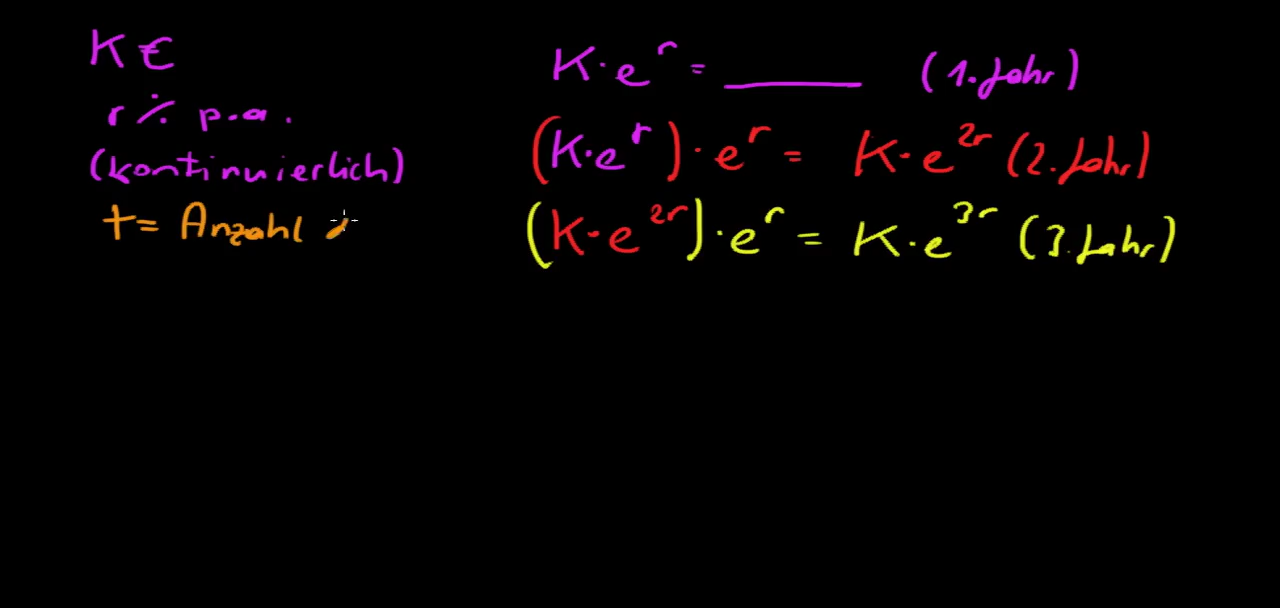 K €
r % p.a.
(kontinuierlich)
t = Anzahl
K · e^r = ______ (1. Jahr)
(K · e^r) · e^r = K · e^2r (2. Jahr)
(K · e^2r) · e^r = K · e^3r (3. Jahr)